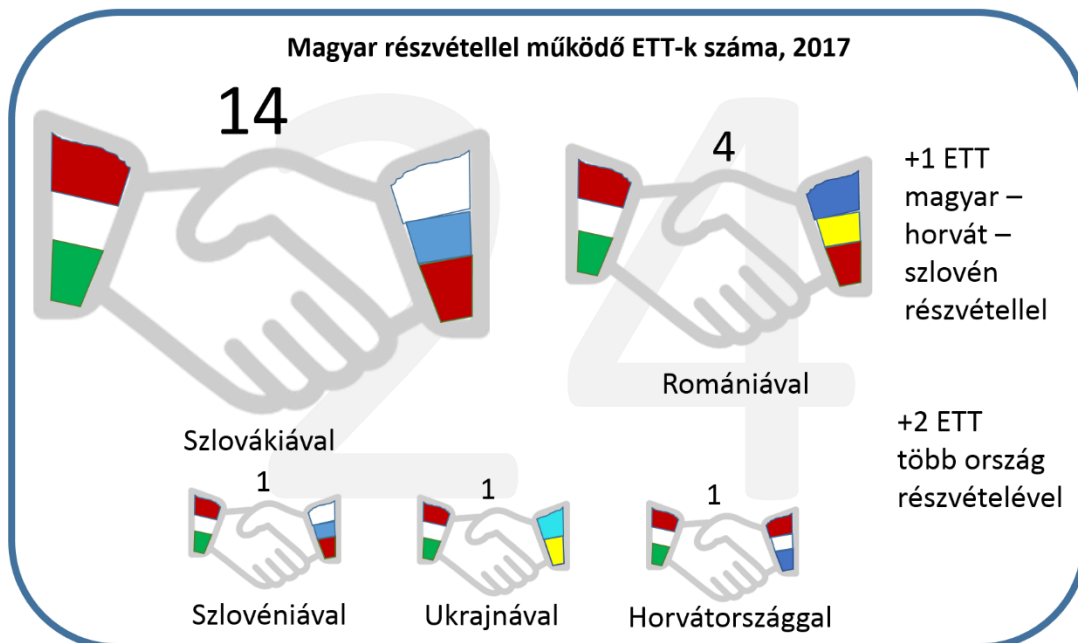 Magyar részvétellel működő ETT-k száma, 2017
24
14
Szlovákiával
4
Romániával
+1 ETT
magyar –
horvát –
szlovén
részvétellel
+2 ETT
több ország
részvételével
1
Szlovéniával
1
Ukrajnával
1
Horvátországgal